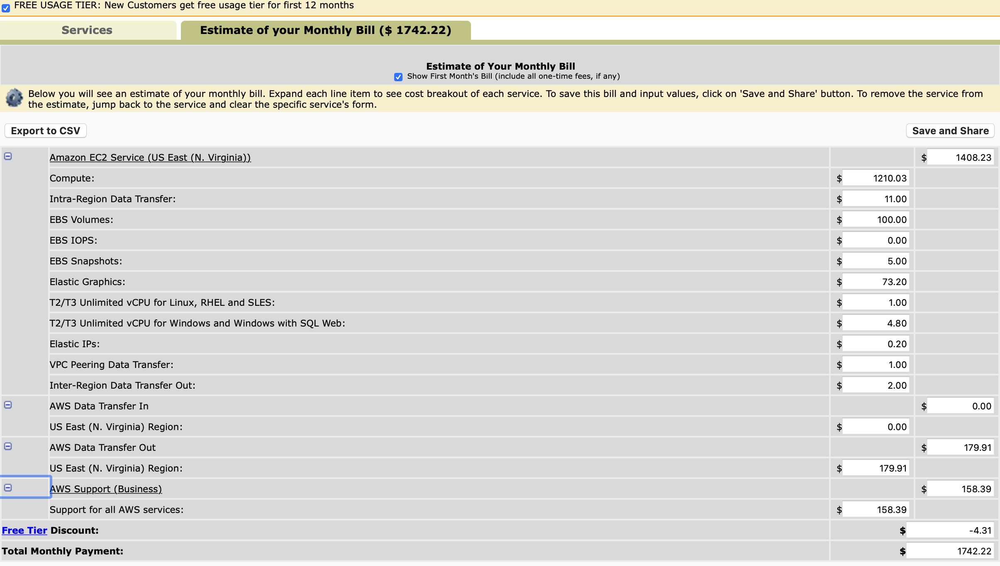 FREE USAGE TIER: New Customers get free usage tier for first 12 months
Services
Estimate of your Monthly Bill ($ 1742.22)
Estimate of Your Monthly Bill
Show First Month's Bill (include all one-time fees, if any)
Below you will see an estimate of your monthly bill. Expand each line item to see cost breakout of each service. To save this bill and input values, click on 'Save and Share' button. To remove the service from
the estimate, jump back to the service and clear the specific service's form.
Export to CSV
Save and Share
Amazon EC2 Service (US East (N. Virginia)) $ 1408.23
Compute: $ 1210.03
Intra-Region Data Transfer: $ 11.00
EBS Volumes: $ 100.00
EBS IOPS: $ 0.00
EBS Snapshots: $ 5.00
Elastic Graphics: $ 73.20
T2/T3 Unlimited vCPU for Linux, RHEL and SLES: $ 1.00
T2/T3 Unlimited vCPU for Windows and Windows with SQL Web: $ 4.80
Elastic IPs: $ 0.20
VPC Peering Data Transfer: $ 1.00
Inter-Region Data Transfer Out: $ 2.00
AWS Data Transfer In $ 0.00
US East (N. Virginia) Region: $ 0.00
AWS Data Transfer Out $ 179.91
US East (N. Virginia) Region: $ 179.91
AWS Support (Business) $ 158.39
Support for all AWS services: $ 158.39
Free Tier Discount: $ -4.31
Total Monthly Payment: $ 1742.22